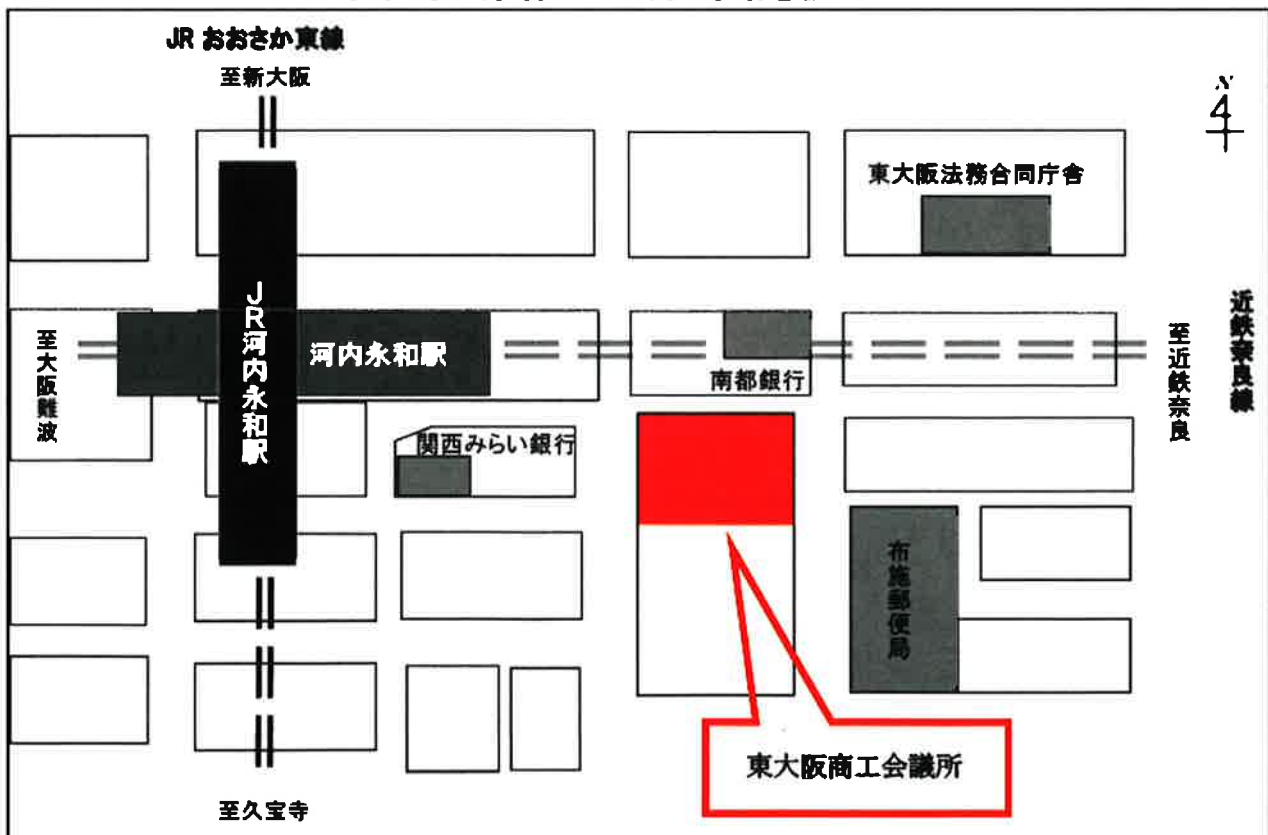 JR おおさか東線
至新大阪
N
東大阪法務合同庁舎
JR河内永和駅
河内永和駅
至大阪難波
南都銀行
至近鉄奈良
近鉄奈良線
関西みらい銀行
布施郵便局
東大阪商工会議所
至久宝寺